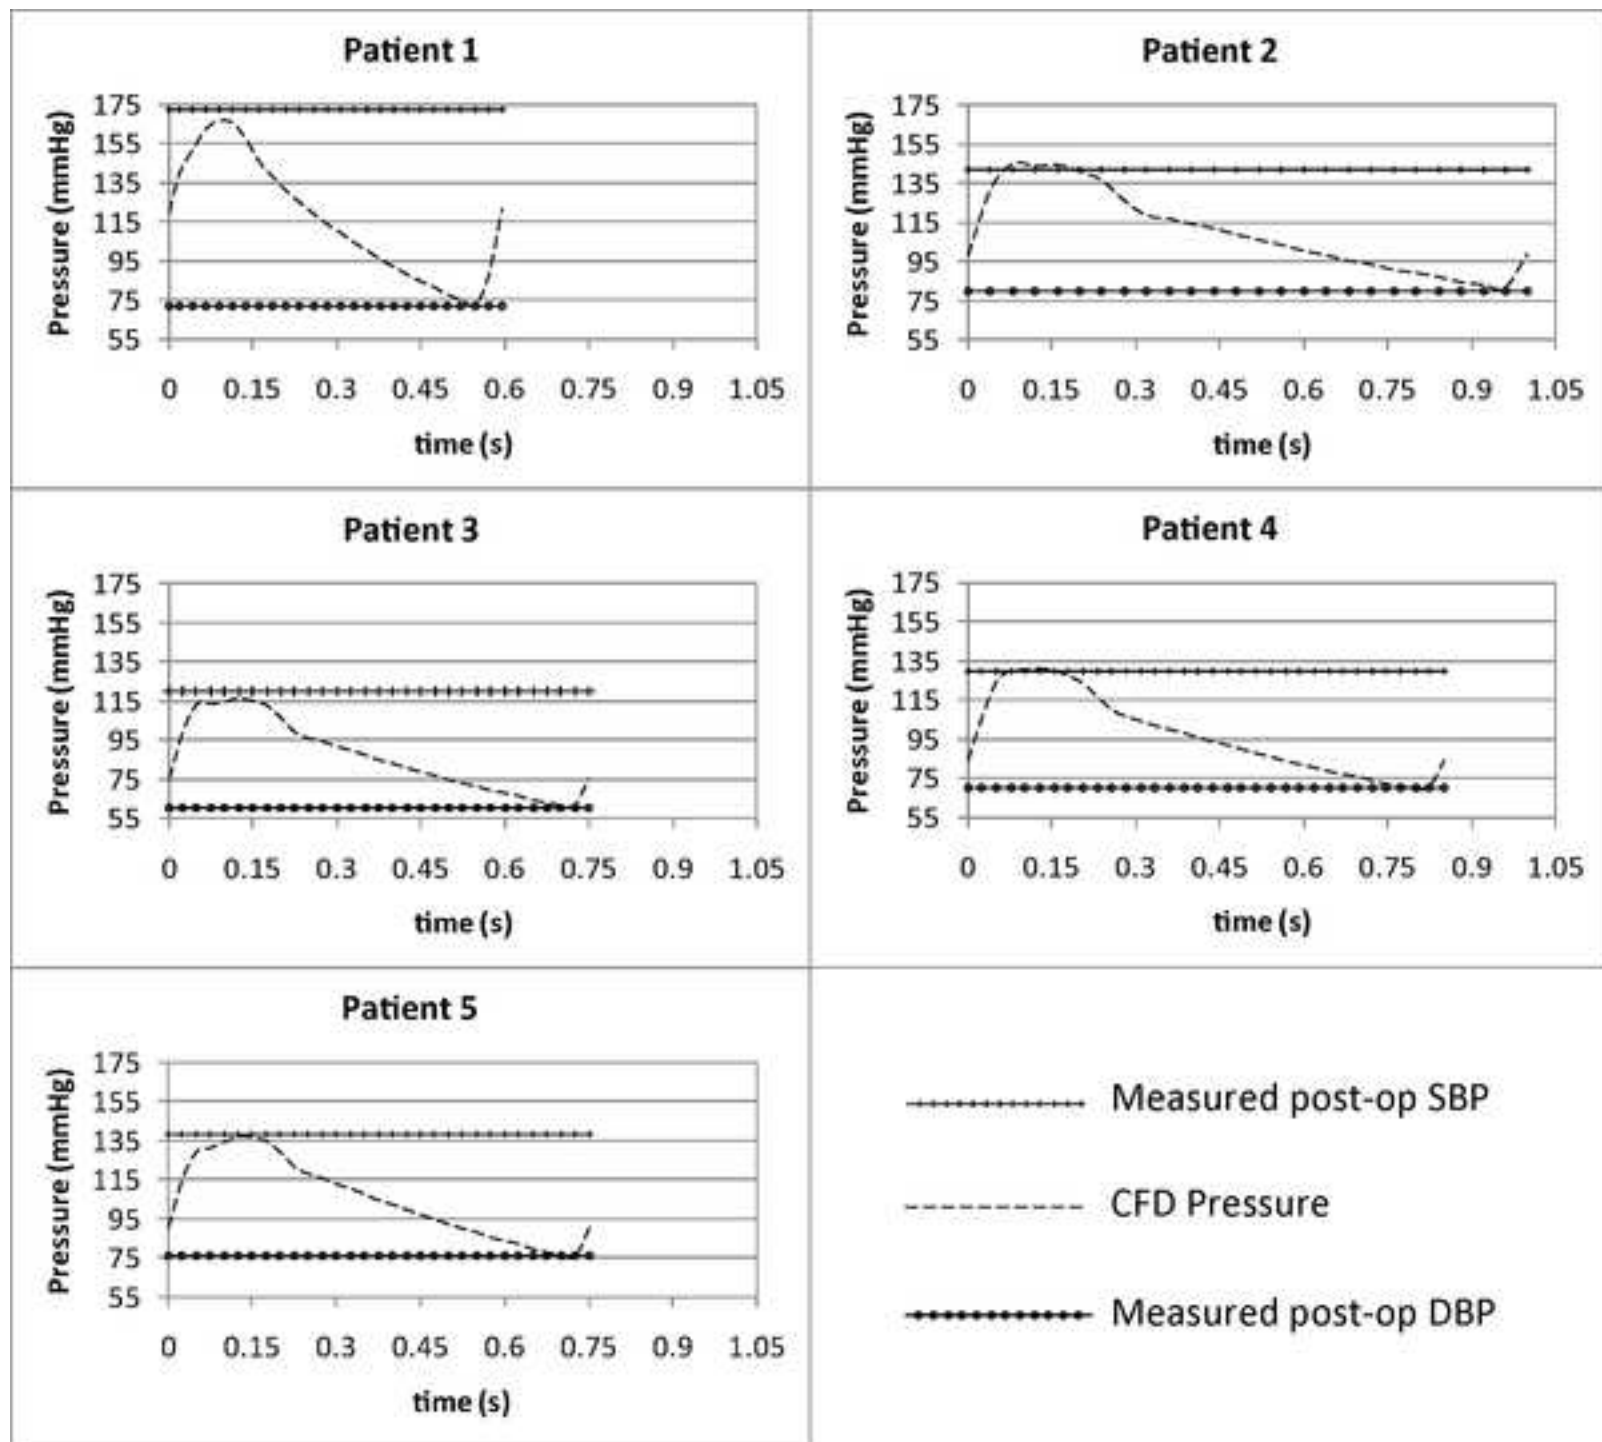 Patient 1
Pressure (mmHg)
175
155
135
115
95
75
55
0 0.15 0.3 0.45 0.6 0.75 0.9 1.05
time (s)
Patient 2
Pressure (mmHg)
175
155
135
115
95
75
55
0 0.15 0.3 0.45 0.6 0.75 0.9 1.05
time (s)
Patient 3
Pressure (mmHg)
175
155
135
115
95
75
55
0 0.15 0.3 0.45 0.6 0.75 0.9 1.05
time (s)
Patient 4
Pressure (mmHg)
175
155
135
115
95
75
55
0 0.15 0.3 0.45 0.6 0.75 0.9 1.05
time (s)
Patient 5
Pressure (mmHg)
175
155
135
115
95
75
55
0 0.15 0.3 0.45 0.6 0.75 0.9 1.05
time (s)
Measured post-op SBP
CFD Pressure
Measured post-op DBP